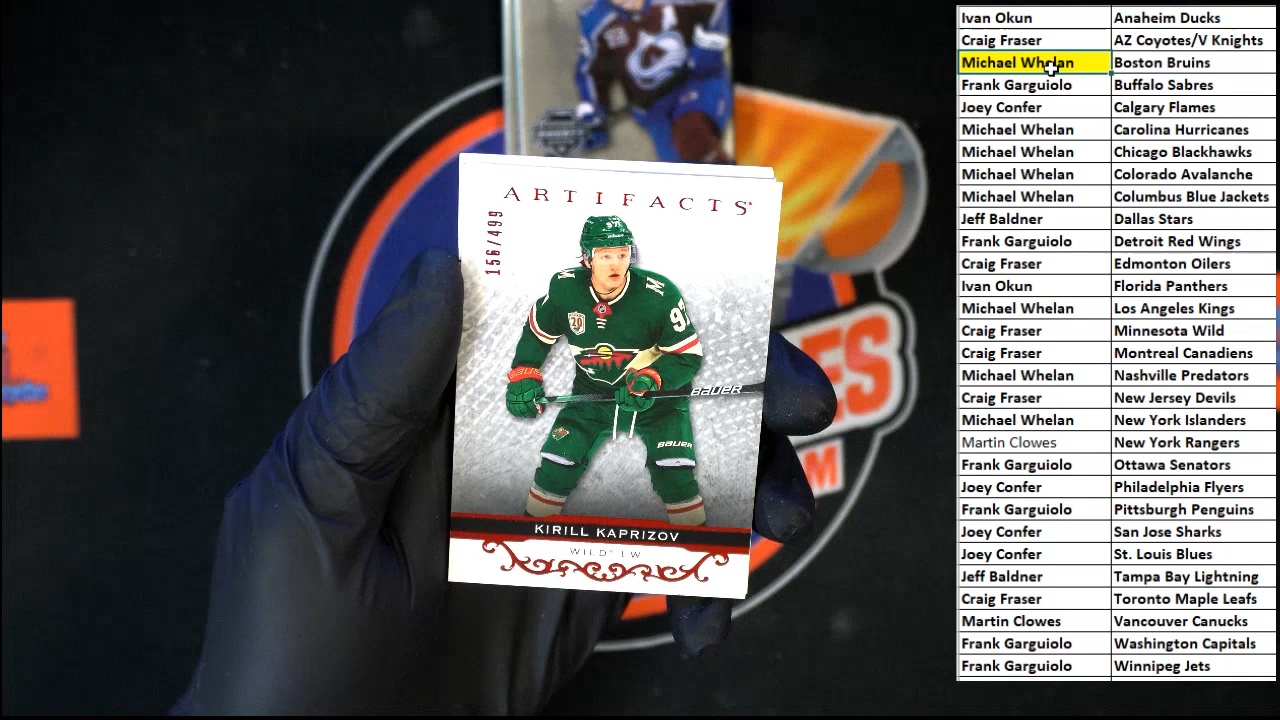 ARTIFACTS
156/499
97
M
M
20
97
BAUER
BAUER
BAUER
KIRILL KAPRIZOV
WILD LW
ES
M
Ivan Okun Anaheim Ducks
Craig Fraser AZ Coyotes/V Knights
Michael Whelan Boston Bruins
Frank Garguiolo Buffalo Sabres
Joey Confer Calgary Flames
Michael Whelan Carolina Hurricanes
Michael Whelan Chicago Blackhawks
Michael Whelan Colorado Avalanche
Michael Whelan Columbus Blue Jackets
Jeff Baldner Dallas Stars
Frank Garguiolo Detroit Red Wings
Craig Fraser Edmonton Oilers
Ivan Okun Florida Panthers
Michael Whelan Los Angeles Kings
Craig Fraser Minnesota Wild
Craig Fraser Montreal Canadiens
Michael Whelan Nashville Predators
Craig Fraser New Jersey Devils
Michael Whelan New York Islanders
Martin Clowes New York Rangers
Frank Garguiolo Ottawa Senators
Joey Confer Philadelphia Flyers
Frank Garguiolo Pittsburgh Penguins
Joey Confer San Jose Sharks
Joey Confer St. Louis Blues
Jeff Baldner Tampa Bay Lightning
Craig Fraser Toronto Maple Leafs
Martin Clowes Vancouver Canucks
Frank Garguiolo Washington Capitals
Frank Garguiolo Winnipeg Jets